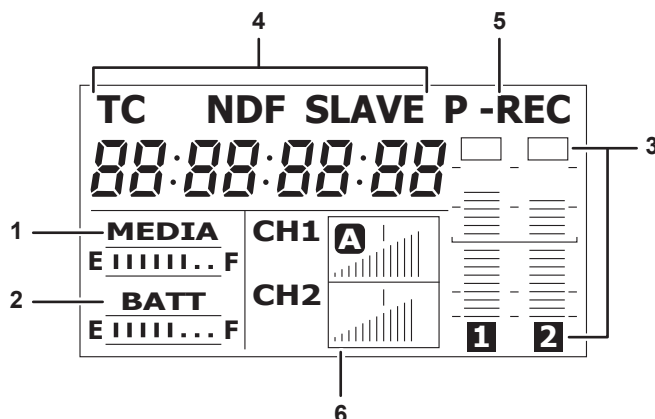 4 5
TC NDF SLAVE P -REC
88:88:88:88
3
1 MEDIA CH1 A
E F
2 BATT CH2
E F
1 2
6